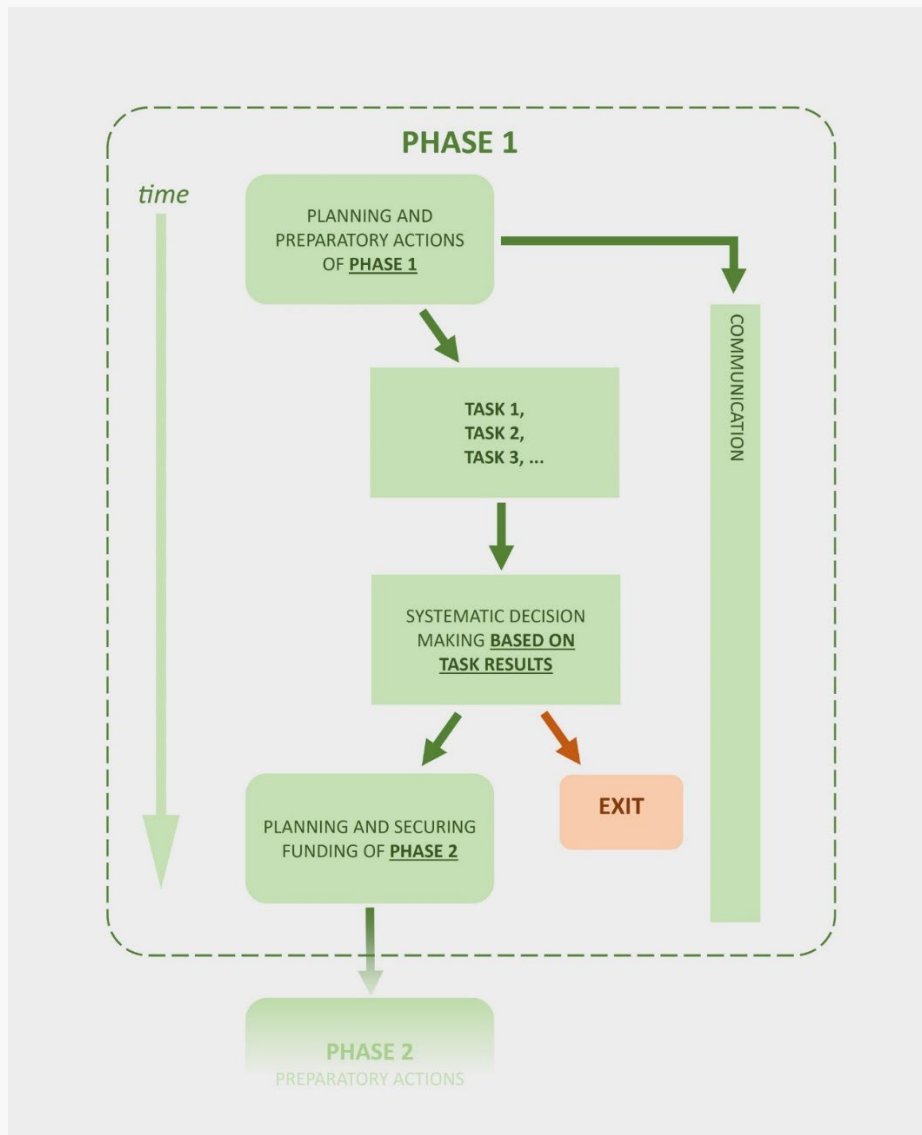 PHASE 1
time
PLANNING AND
PREPARATORY ACTIONS
OF PHASE 1
COMMUNICATION
TASK 1,
TASK 2,
TASK 3, ...
SYSTEMATIC DECISION
MAKING BASED ON
TASK RESULTS
PLANNING AND SECURING
FUNDING OF PHASE 2
EXIT
PHASE 2
PREPARATORY ACTIONS